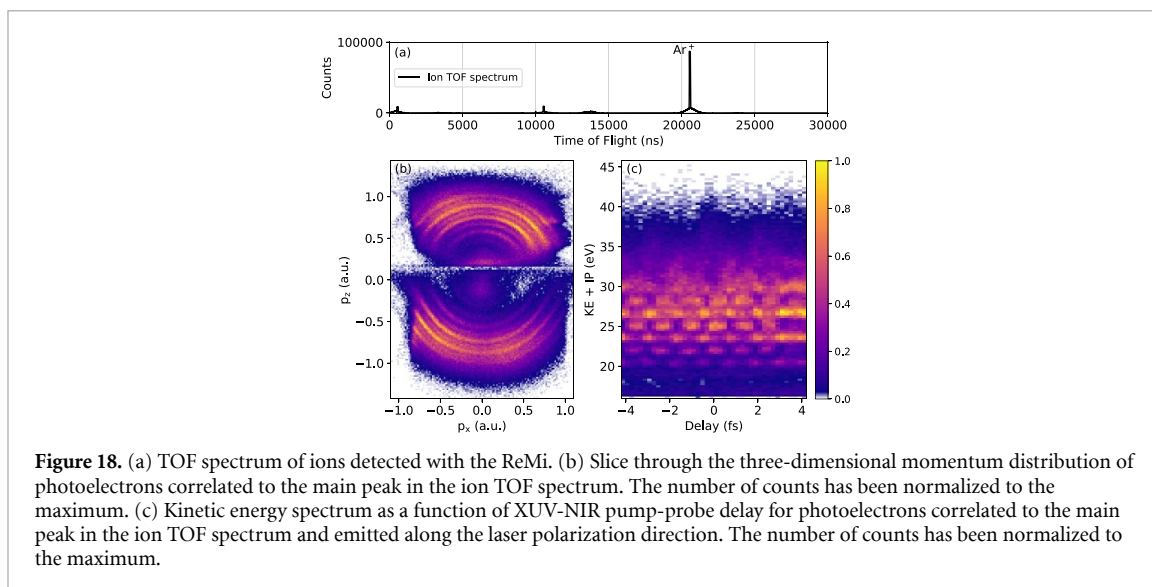 100000
(a)
Ar+
Counts
Ion TOF spectrum
0
0 5000 10000 15000 20000 25000 30000
Time of Flight (ns)
(b)
1.0
0.5
0.0
−0.5
−1.0
pz (a.u.)
−1.0 −0.5 0.0 0.5 1.0
px (a.u.)
(c)
45
40
35
30
25
20
KE + IP (eV)
−4 −2 0 2 4
Delay (fs)
1.0
0.8
0.6
0.4
0.2
0.0
Figure 18. (a) TOF spectrum of ions detected with the ReMi. (b) Slice through the three-dimensional momentum distribution of
photoelectrons correlated to the main peak in the ion TOF spectrum. The number of counts has been normalized to the
maximum. (c) Kinetic energy spectrum as a function of XUV-NIR pump-probe delay for photoelectrons correlated to the main
peak in the ion TOF spectrum and emitted along the laser polarization direction. The number of counts has been normalized to
the maximum.